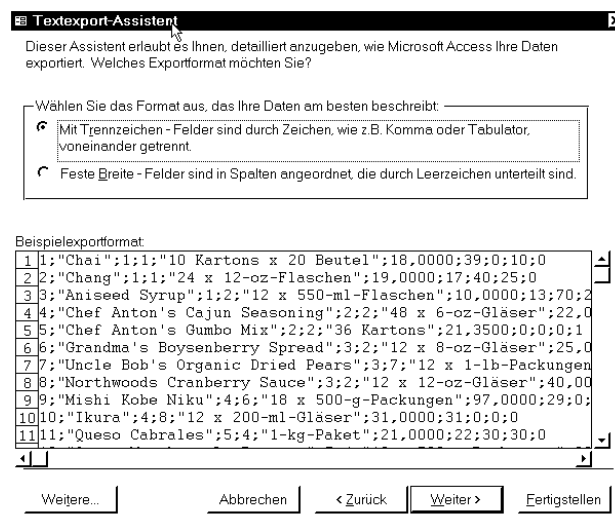 Textexport-Assistent
Dieser Assistent erlaubt es Ihnen, detailliert anzugeben, wie Microsoft Access Ihre Daten
exportiert. Welches Exportformat möchten Sie?
Wählen Sie das Format aus, das Ihre Daten am besten beschreibt:
Mit Trennzeichen - Felder sind durch Zeichen, wie z.B. Komma oder Tabulator,
voneinander getrennt.
Feste Breite - Felder sind in Spalten angeordnet, die durch Leerzeichen unterteilt sind.
Beispielexportformat:
1 1;"Chai";1;1;"10 Kartons x 20 Beutel";18,0000;39;0;10;0
2 2;"Chang";1;1;"24 x 12-oz-Flaschen";19,0000;17;40;25;0
3 3;"Aniseed Syrup";1;2;"12 x 550-ml-Flaschen";10,0000;13;70;2
4 4;"Chef Anton's Cajun Seasoning";2;2;"48 x 6-oz-Gläser";22,0
5 5;"Chef Anton's Gumbo Mix";2;2;"36 Kartons";21,3500;0;0;0;1
6 6;"Grandma's Boysenberry Spread";3;2;"12 x 8-oz-Gläser";25,0
7 7;"Uncle Bob's Organic Dried Pears";3;7;"12 x 1-lb-Packungen
8 8;"Northwoods Cranberry Sauce";3;2;"12 x 12-oz-Gläser";40,00
9 9;"Mishi Kobe Niku";4;6;"18 x 500-g-Packungen";97,0000;29;0;
10 10;"Ikura";4;8;"12 x 200-ml-Gläser";31,0000;31;0;0;0
11 11;"Queso Cabrales";5;4;"1-kg-Paket";21,0000;22;30;30;0
Weitere... Abbrechen < Zurück Weiter > Fertigstellen